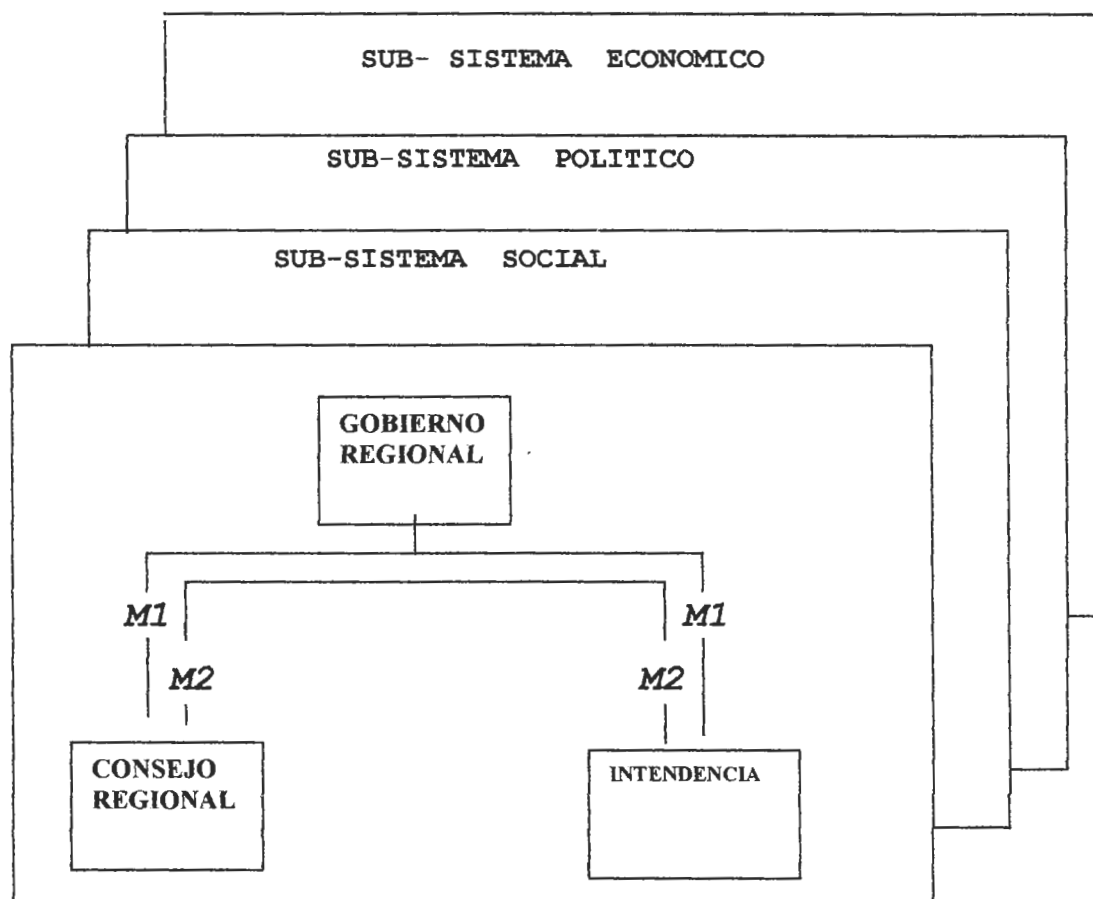 SUB- SISTEMA ECONOMICO
SUB-SISTEMA POLITICO
SUB-SISTEMA SOCIAL
GOBIERNO
REGIONAL
M1
M1
M2
M2
CONSEJO
REGIONAL
INTENDENCIA